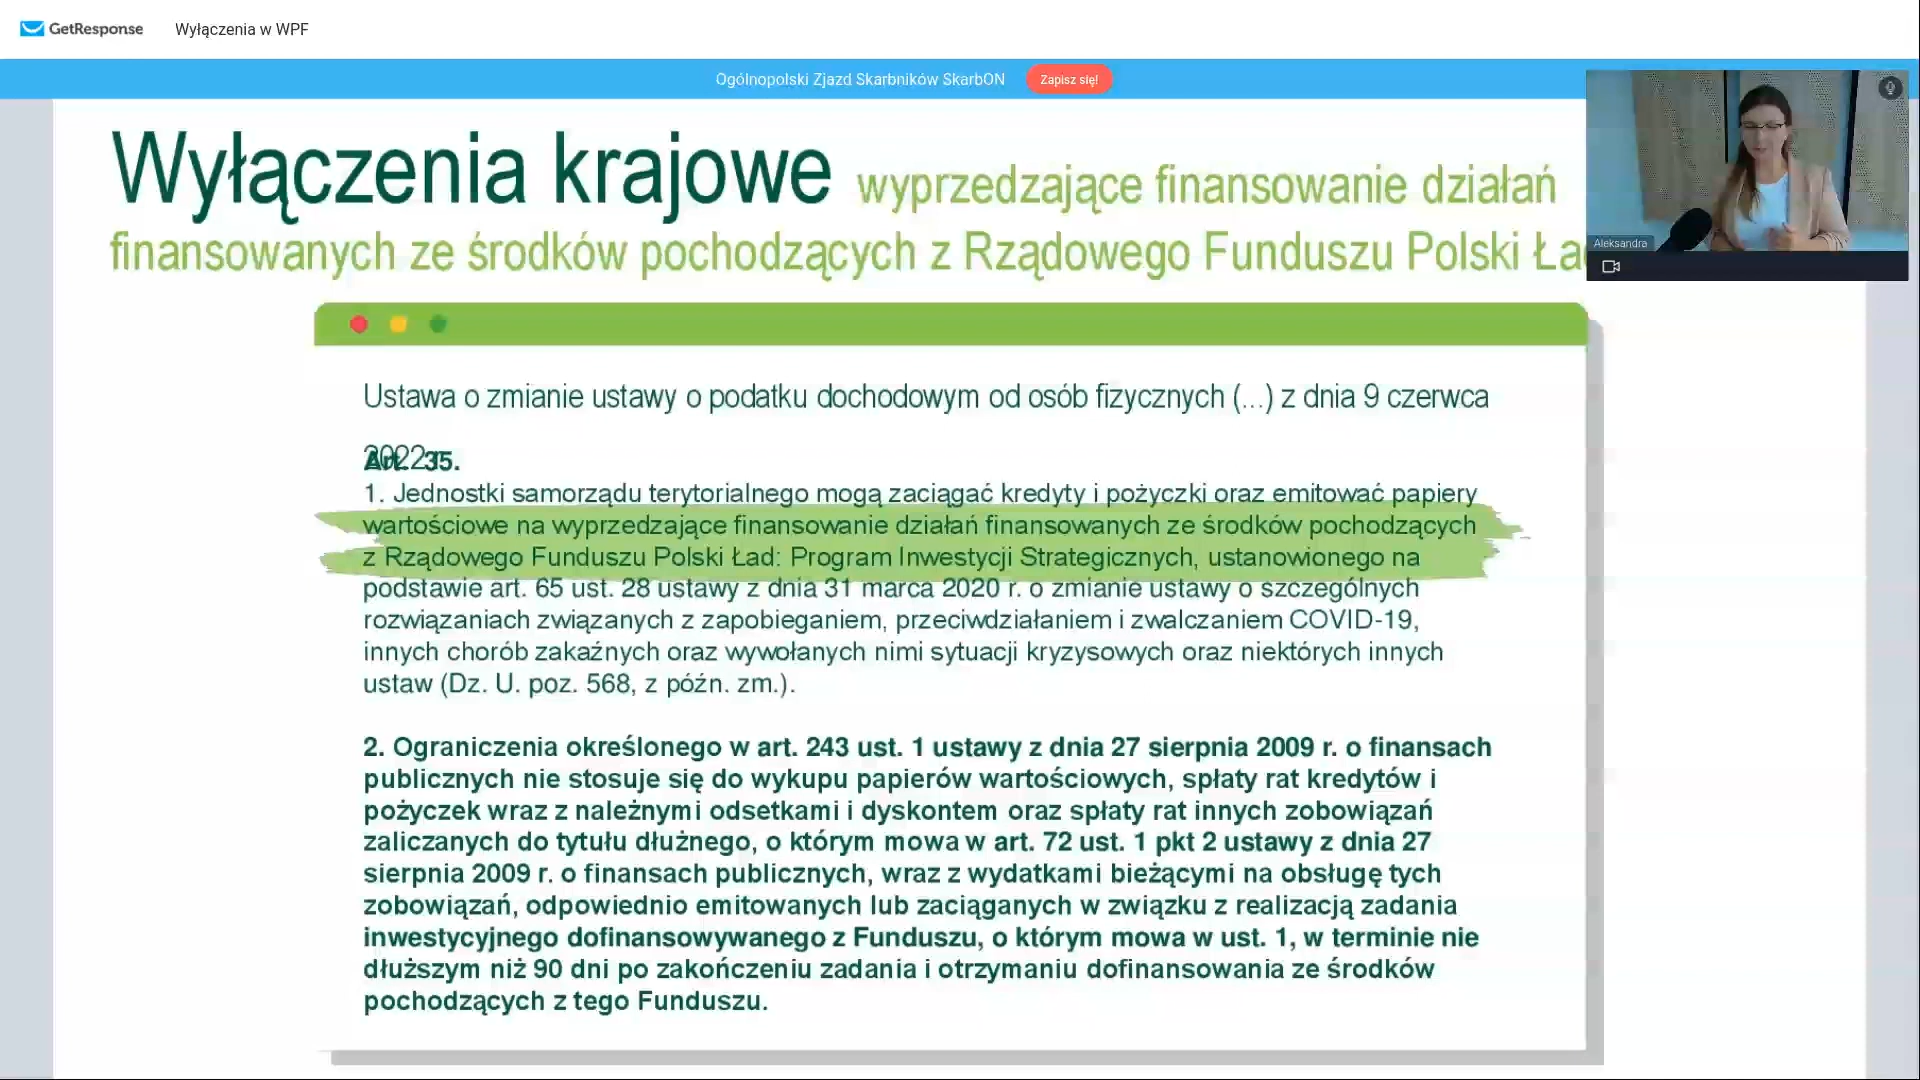 GetResponse Wyłączenia w WPF
Ogólnopolski Zjazd Skarbników SkarbON Zapisz się!
Wyłączenia krajowe wyprzedzające finansowanie działań
finansowanych ze środków pochodzących z Rządowego Funduszu Polski
Aleksandra
Ustawa o zmianie ustawy o podatku dochodowym od osób fizycznych (...) z dnia 9 czerwca
2022 r.
Art. 35.
1. Jednostki samorządu terytorialnego mogą zaciągać kredyty i pożyczki oraz emitować papiery
wartościowe na wyprzedzające finansowanie działań finansowanych ze środków pochodzących
z Rządowego Funduszu Polski Ład: Program Inwestycji Strategicznych, ustanowionego na
podstawie art. 65 ust. 28 ustawy z dnia 31 marca 2020 r. o zmianie ustawy o szczególnych
rozwiązaniach związanych z zapobieganiem, przeciwdziałaniem i zwalczaniem COVID-19,
innych chorób zakaźnych oraz wywołanych nimi sytuacji kryzysowych oraz niektórych innych
ustaw (Dz. U. poz. 568, z późn. zm.).
2. Ograniczenia określonego w art. 243 ust. 1 ustawy z dnia 27 sierpnia 2009 r. o finansach
publicznych nie stosuje się do wykupu papierów wartościowych, spłaty rat kredytów i
pożyczek wraz z należnymi odsetkami i dyskontem oraz spłaty rat innych zobowiązań
zaliczanych do tytułu dłużnego, o którym mowa w art. 72 ust. 1 pkt 2 ustawy z dnia 27
sierpnia 2009 r. o finansach publicznych, wraz z wydatkami bieżącymi na obsługę tych
zobowiązań, odpowiednio emitowanych lub zaciąganych w związku z realizacją zadania
inwestycyjnego dofinansowywanego z Funduszu, o którym mowa w ust. 1, w terminie nie
dłuższym niż 90 dni po zakończeniu zadania i otrzymaniu dofinansowania ze środków
pochodzących z tego Funduszu.